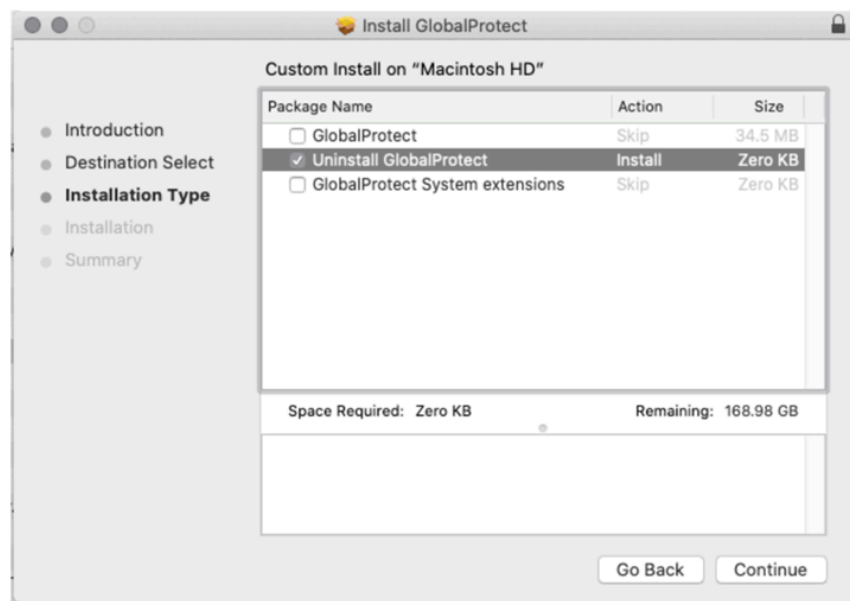 Install GlobalProtect
Custom Install on “Macintosh HD”
Introduction
Destination Select
Installation Type
Installation
Summary
Package Name Action Size
GlobalProtect Skip 34.5 MB
Uninstall GlobalProtect Install Zero KB
GlobalProtect System extensions Skip Zero KB
Space Required: Zero KB Remaining: 168.98 GB
Go Back Continue